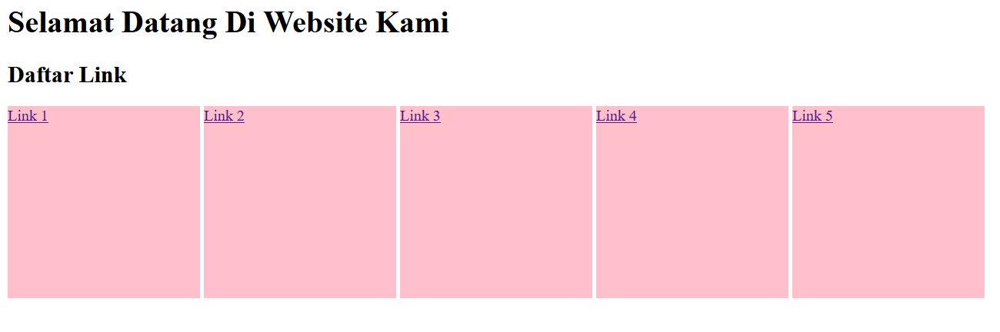 Selamat Datang Di Website Kami
Daftar Link
Link 1 Link 2 Link 3 Link 4 Link 5